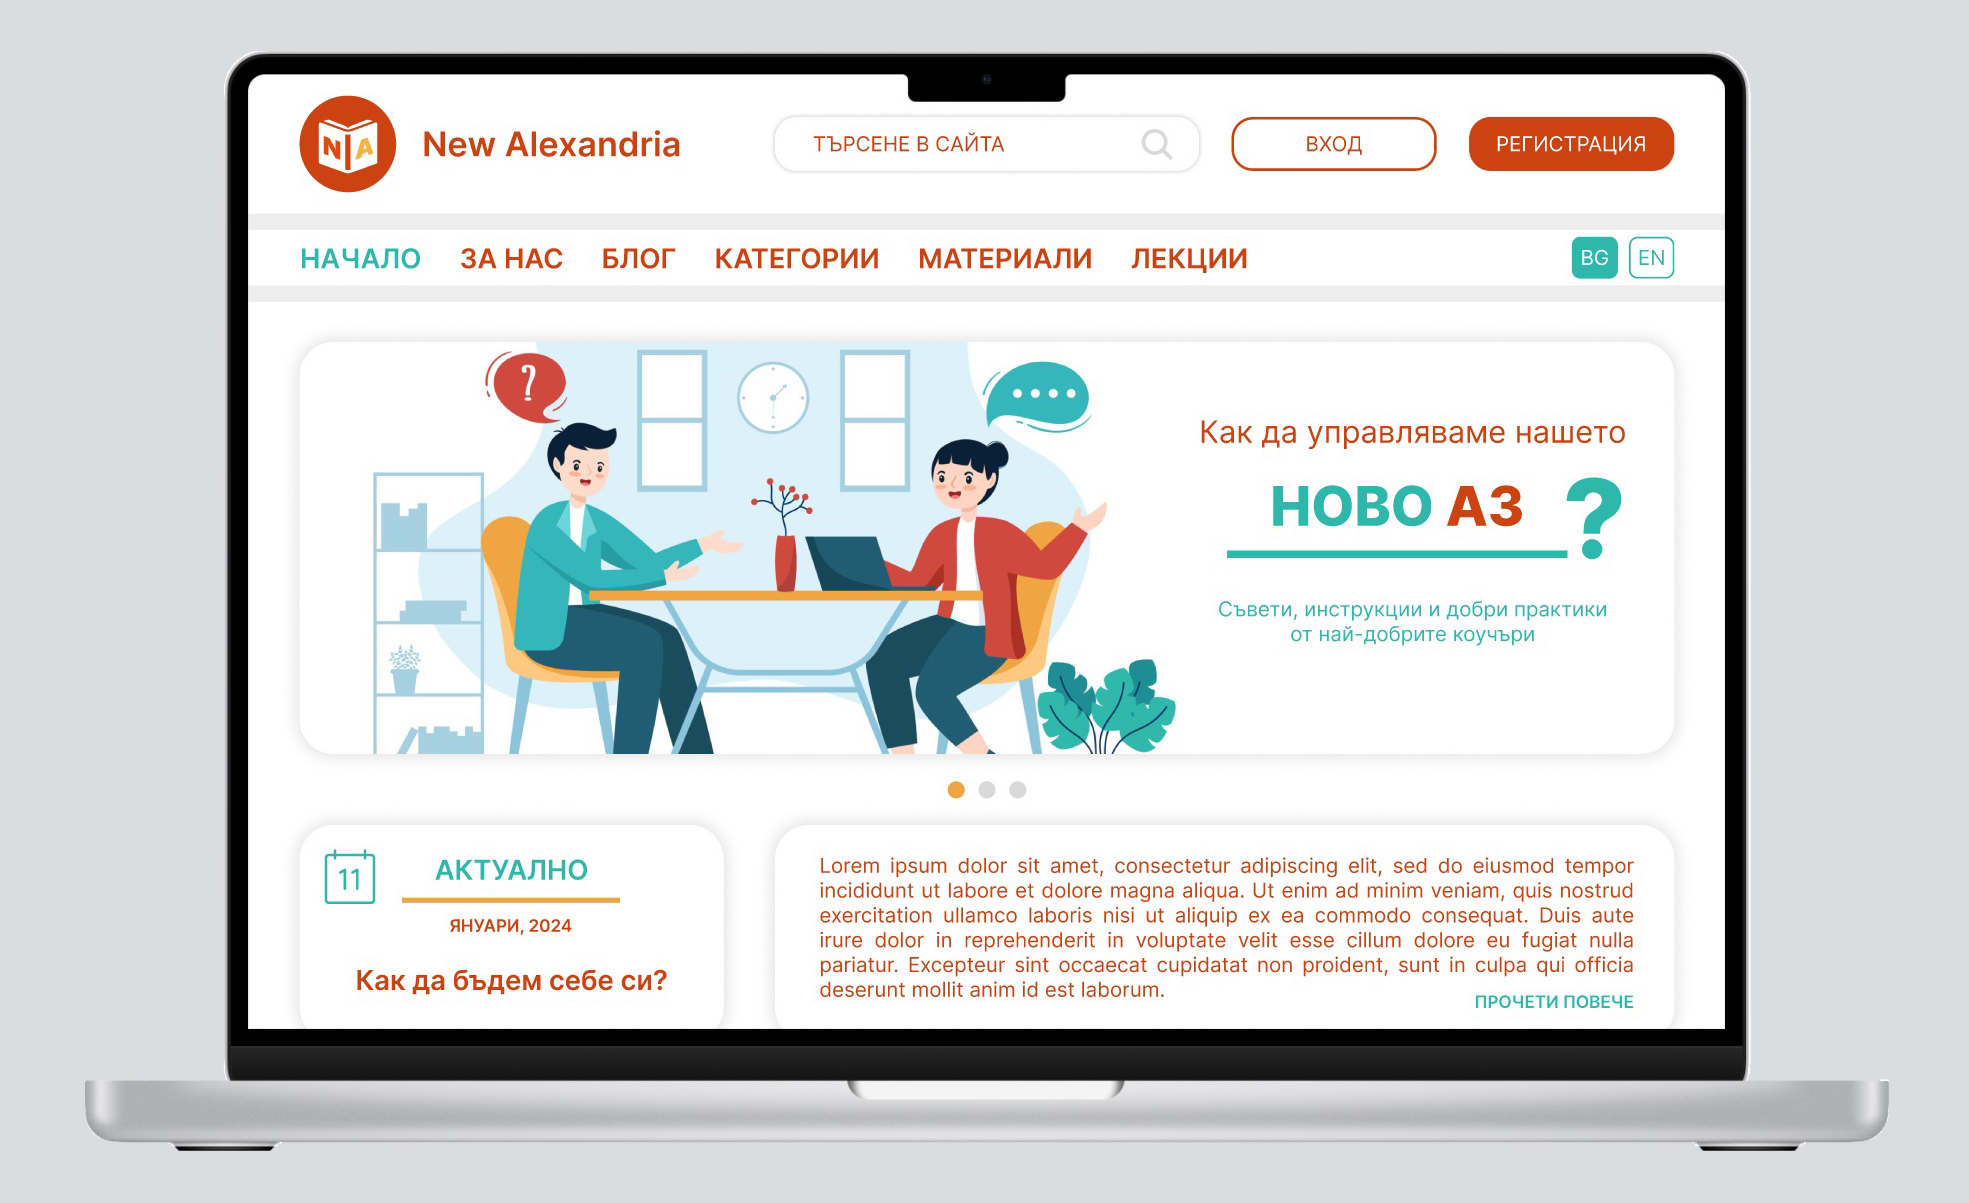 N A
New Alexandria
ТЪРСЕНЕ В САЙТА
ВХОД
РЕГИСТРАЦИЯ
НАЧАЛО
ЗА НАС
БЛОГ
КАТЕГОРИИ
МАТЕРИАЛИ
ЛЕКЦИИ
BG
EN
?
Как да управляваме нашето
НОВО АЗ ?
Съвети, инструкции и добри практики
от най-добрите коучъри
11
АКТУАЛНО
ЯНУАРИ, 2024
Как да бъдем себе си?
Lorem ipsum dolor sit amet, consectetur adipiscing elit, sed do eiusmod tempor
incididunt ut labore et dolore magna aliqua. Ut enim ad minim veniam, quis nostrud
exercitation ullamco laboris nisi ut aliquip ex ea commodo consequat. Duis aute
irure dolor in reprehenderit in voluptate velit esse cillum dolore eu fugiat nulla
pariatur. Excepteur sint occaecat cupidatat non proident, sunt in culpa qui officia
deserunt mollit anim id est laborum.
ПРОЧЕТИ ПОВЕЧЕ